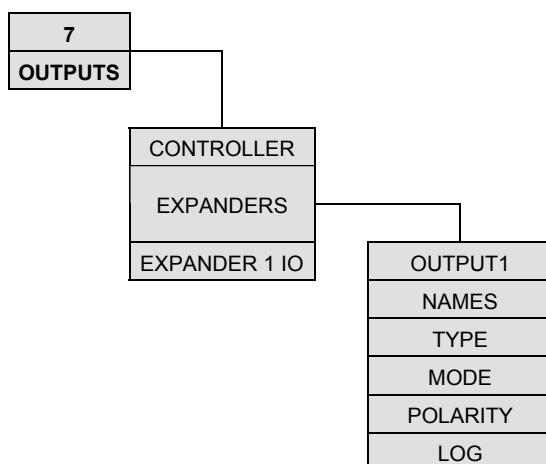 7
OUTPUTS
CONTROLLER
EXPANDERS
EXPANDER 1 IO
OUTPUT1
NAMES
TYPE
MODE
POLARITY
LOG